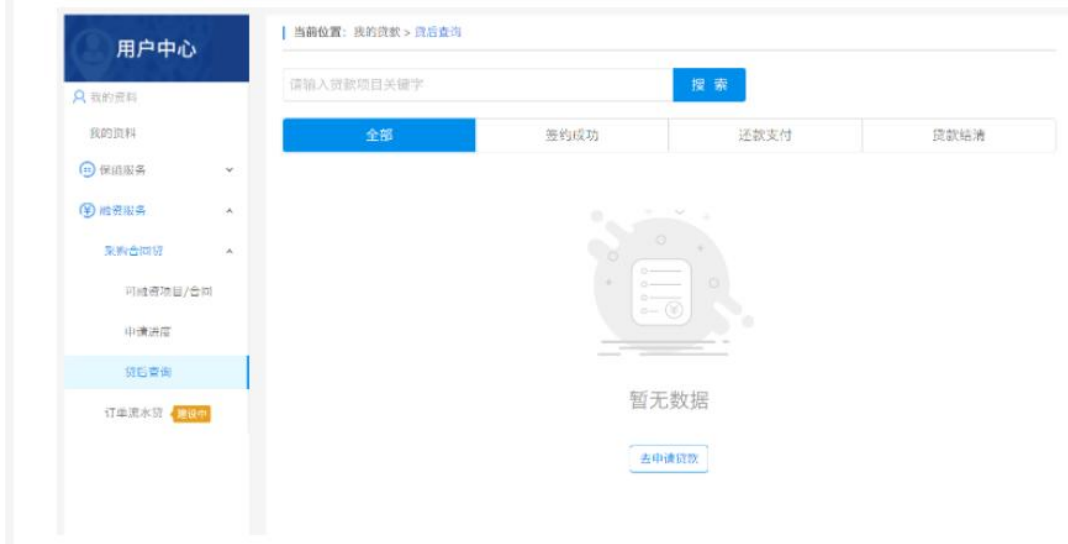 用户中心
我的资料
我的资料
保函服务
融资服务
采购合同贷
可融资项目/合同
申请进度
贷后查询
订单流水贷 建设中
当前位置：我的贷款 > 贷后查询
请输入贷款项目关键字
搜 索
全部 签约成功 还款支付 贷款结清
暂无数据
去申请贷款